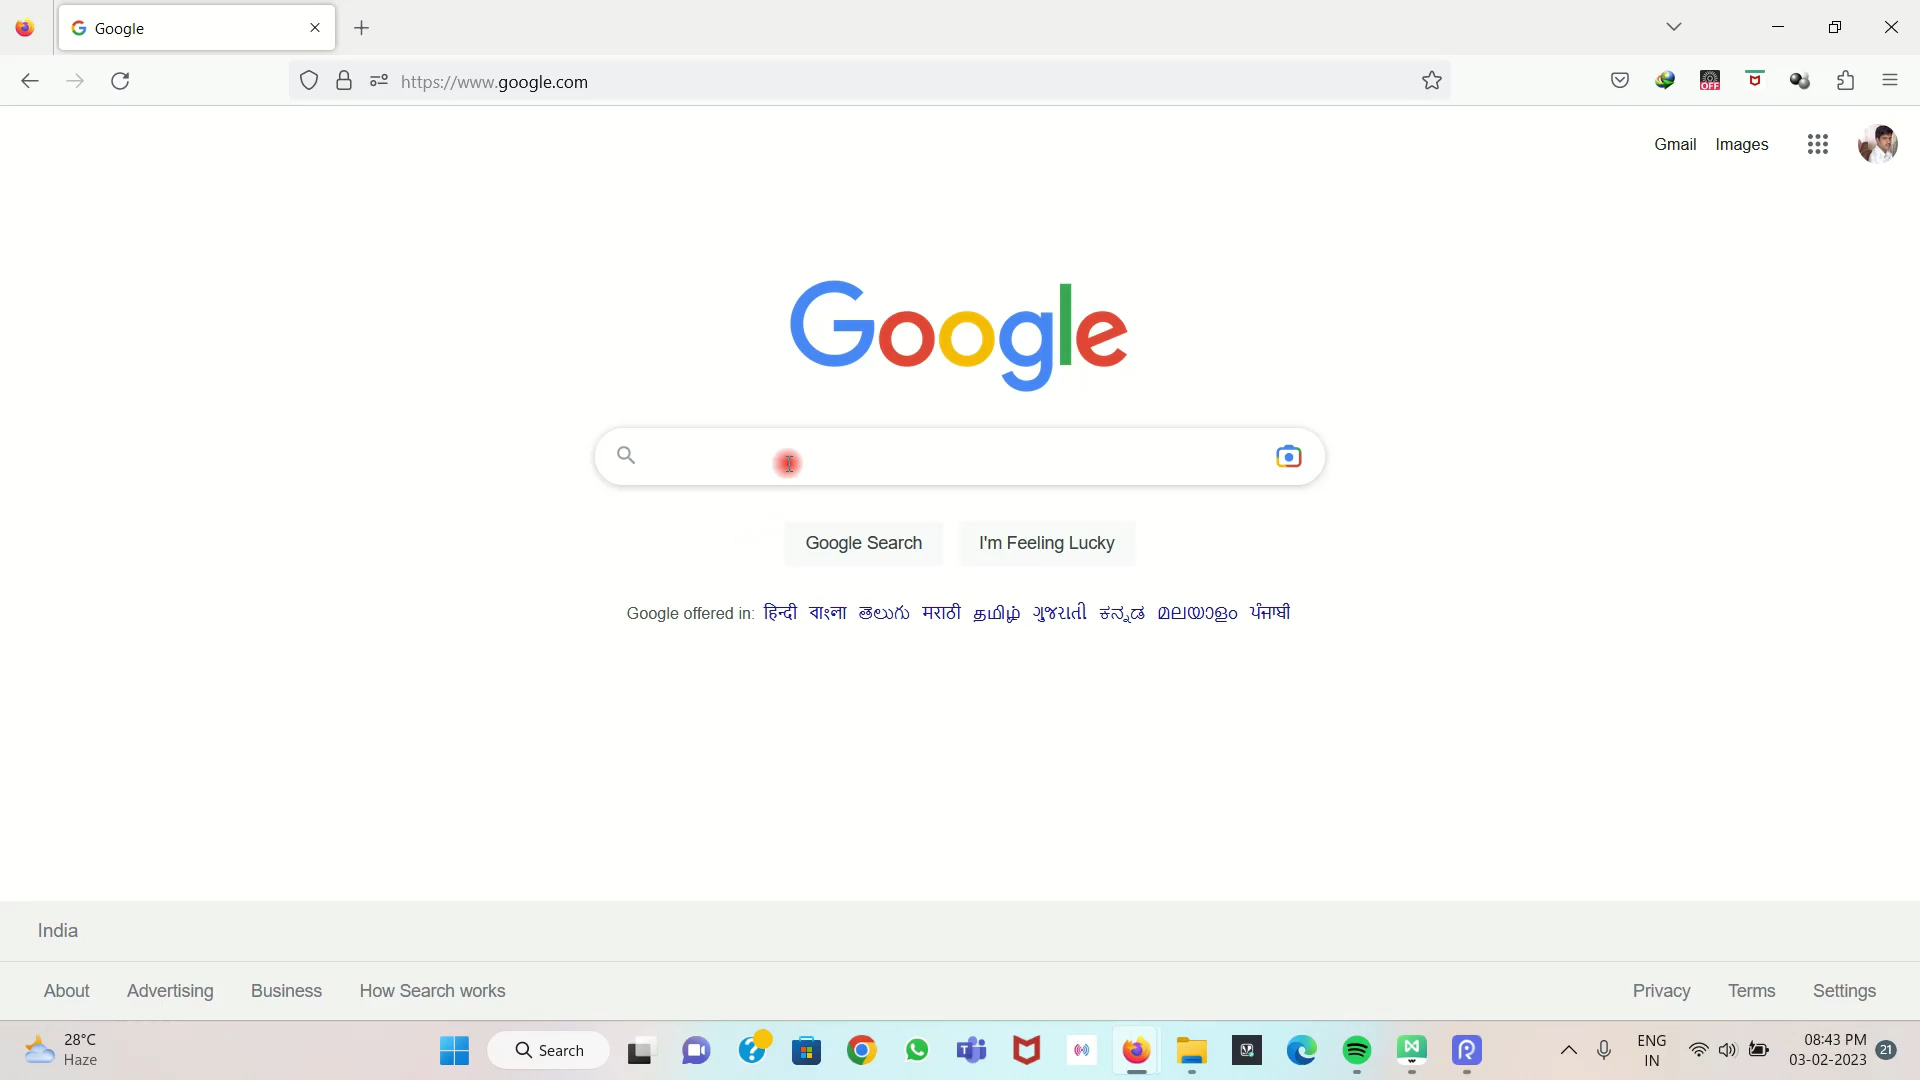 Google
https://www.google.com
OFF
Gmail Images
Google
Google Search I'm Feeling Lucky
Google offered in: हिन्दी বাংলা తెలుగు मराठी தமிழ் ગુજરાતી ಕನ್ನಡ മലയാളം ਪੰਜਾਬੀ
India
About Advertising Business How Search works Privacy Terms Settings
28°C
Haze
Search
ENG
IN
08:43 PM
03-02-2023
21